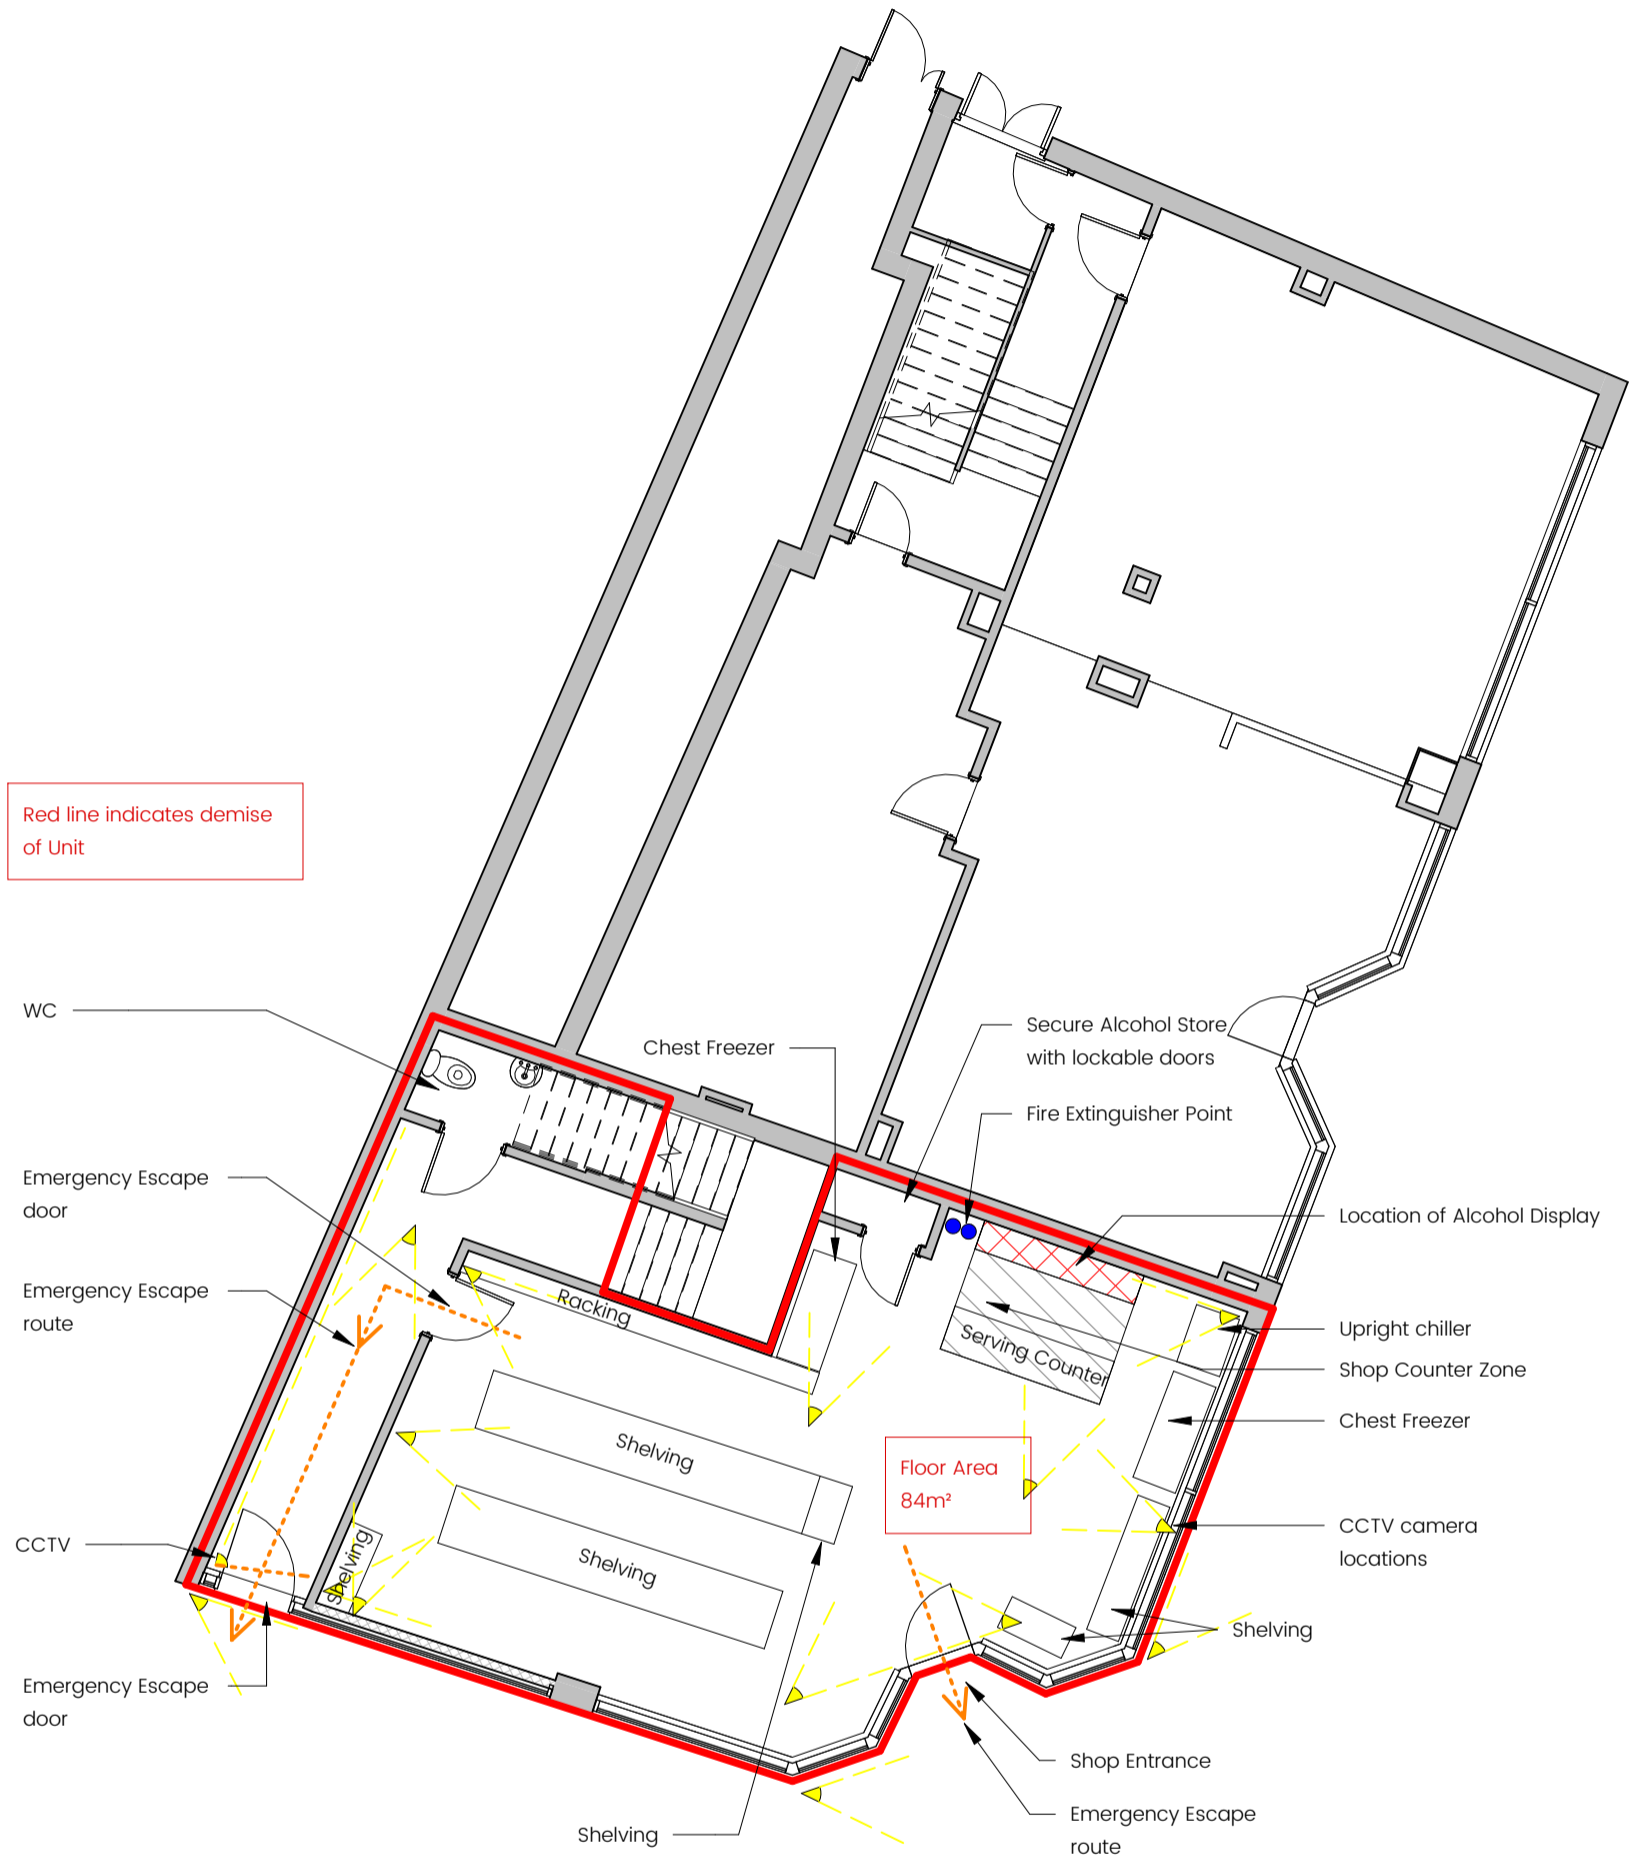 Red line indicates demise
of Unit
WC
Chest Freezer
Secure Alcohol Store
with lockable doors
Fire Extinguisher Point
Emergency Escape
door
Location of Alcohol Display
Emergency Escape
route
Racking
Serving Counter
Upright chiller
Shop Counter Zone
Chest Freezer
Shelving
Floor Area
84m²
CCTV
Shelving
Shelving
CCTV camera
locations
Shelving
Emergency Escape
door
Shop Entrance
Emergency Escape
route
Shelving